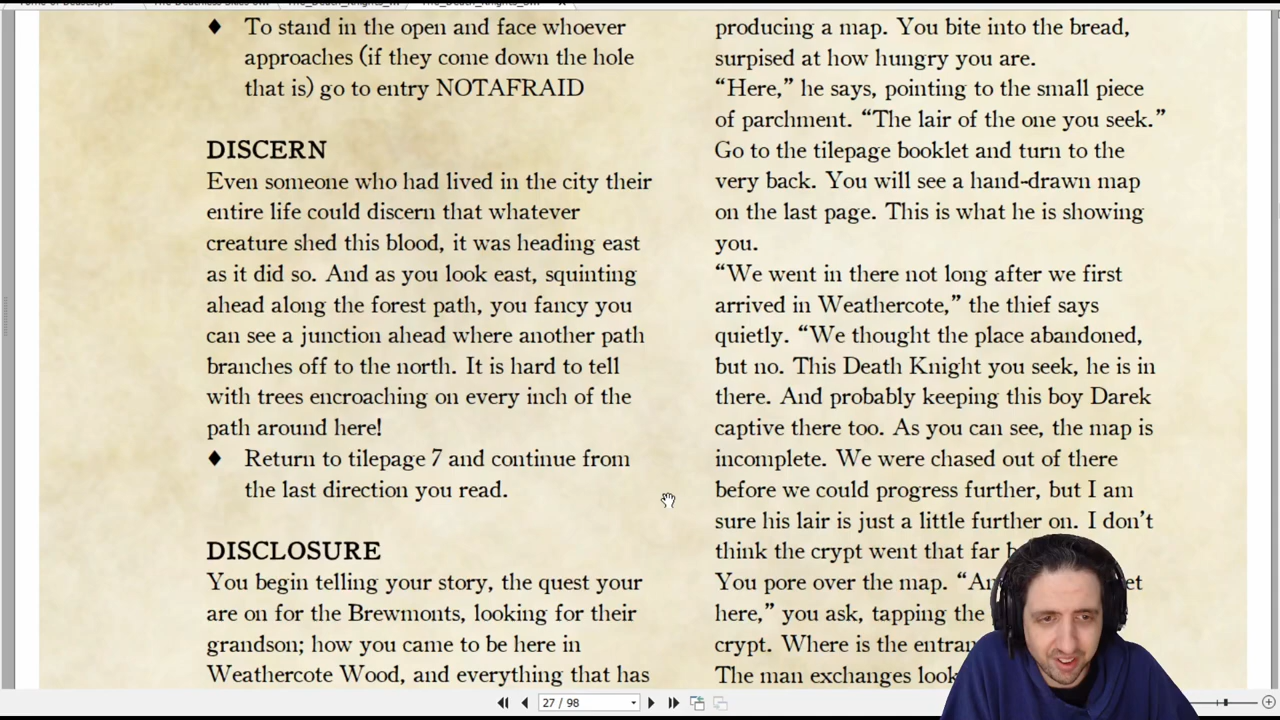 ♦ To stand in the open and face whoever
approaches (if they come down the hole
that is) go to entry NOTAFRAID
DISCERN
Even someone who had lived in the city their
entire life could discern that whatever
creature shed this blood, it was heading east
as it did so. And as you look east, squinting
ahead along the forest path, you fancy you
can see a junction ahead where another path
branches off to the north. It is hard to tell
with trees encroaching on every inch of the
path around here!
♦ Return to tilepage 7 and continue from
the last direction you read.
DISCLOSURE
You begin telling your story, the quest your
are on for the Brewmonts, looking for their
grandson; how you came to be here in
Weathercote Wood, and everything that has
producing a map. You bite into the bread,
surpised at how hungry you are.
“Here,” he says, pointing to the small piece
of parchment. “The lair of the one you seek.”
Go to the tilepage booklet and turn to the
very back. You will see a hand-drawn map
on the last page. This is what he is showing
you.
“We went in there not long after we first
arrived in Weathercote,” the thief says
quietly. “We thought the place abandoned,
but no. This Death Knight you seek, he is in
there. And probably keeping this boy Darek
captive there too. As you can see, the map is
incomplete. We were chased out of there
before we could progress further, but I am
sure his lair is just a little further on. I don’t
think the crypt went that far
You pore over the map.
here,” you ask, tapping the
crypt. Where is the
The man exchanges
27 / 98